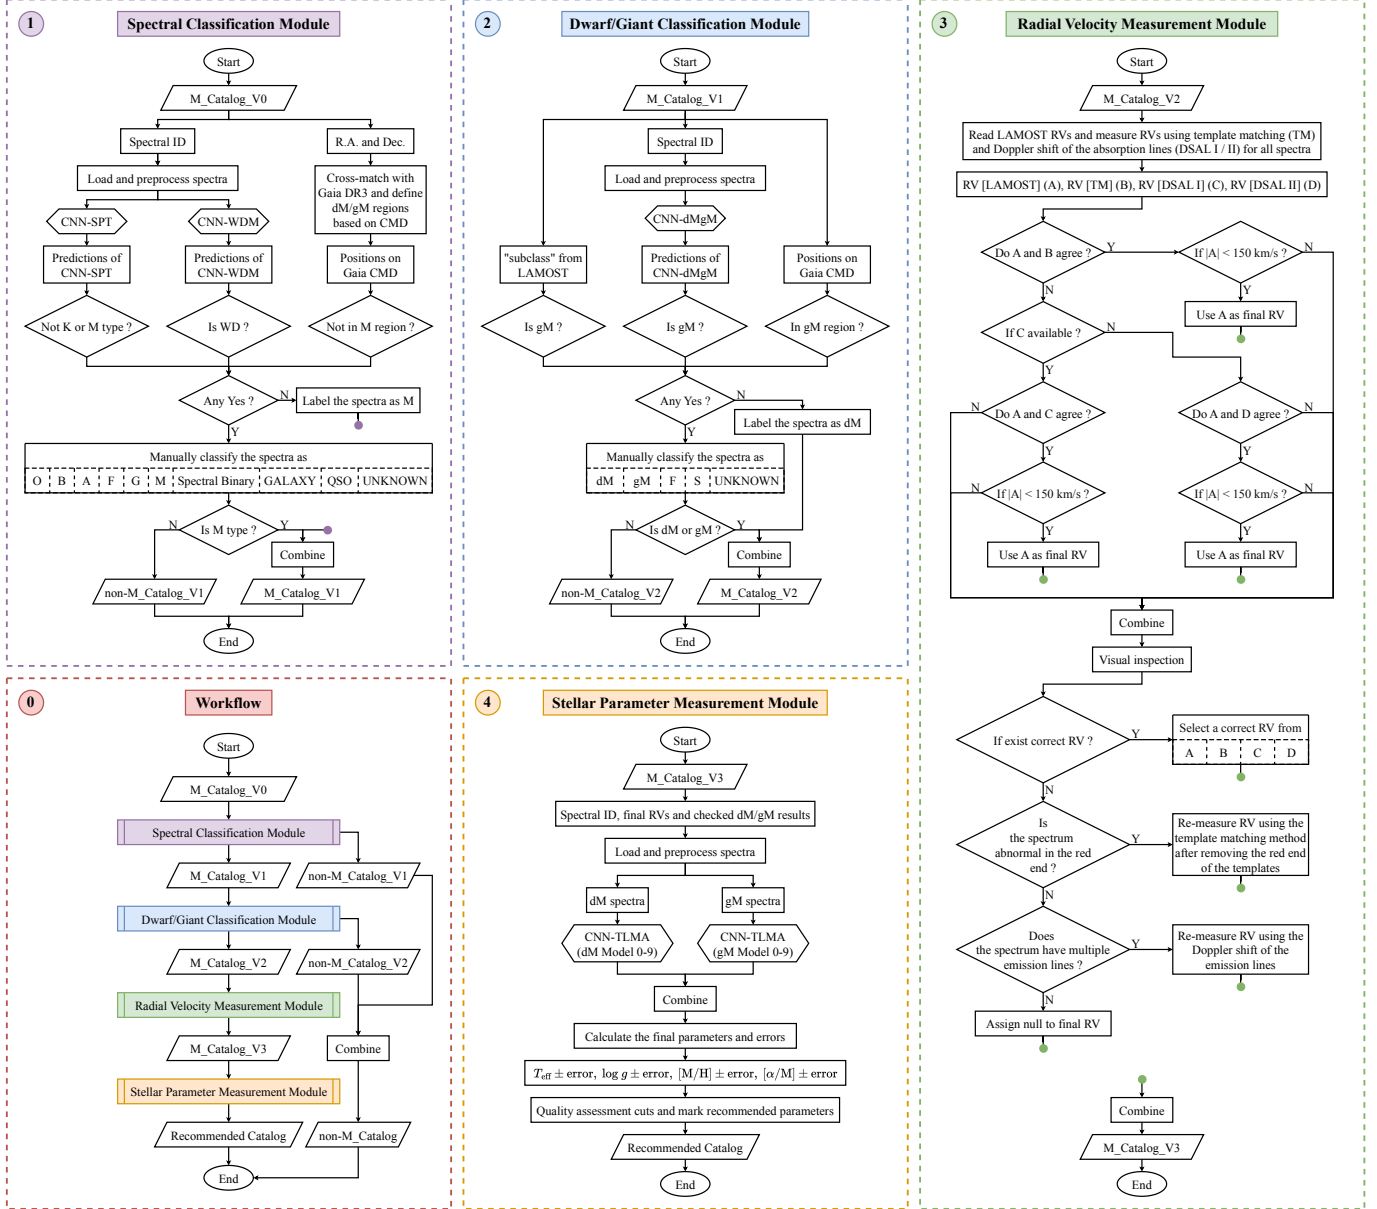 1
Spectral Classification Module
Start
M_Catalog_V0
Spectral ID
R.A. and Dec.
Load and preprocess spectra
Cross-match with
Gaia DR3 and define
dM/gM regions
based on CMD
CNN-SPT
CNN-WDM
Predictions of
CNN-SPT
Predictions of
CNN-WDM
Positions on
Gaia CMD
Not K or M type ?
Is WD ?
Not in M region ?
Any Yes ?
N
Label the spectra as M
Y
Manually classify the spectra as
O B A F G M Spectral Binary GALAXY QSO UNKNOWN
N
Is M type ?
Y
Combine
non-M_Catalog_V1
M_Catalog_V1
End
2
Dwarf/Giant Classification Module
Start
M_Catalog_V1
Spectral ID
Load and preprocess spectra
CNN-dMgM
"subclass" from
LAMOST
Predictions of
CNN-dMgM
Positions on
Gaia CMD
Is gM ?
Is gM ?
In gM region ?
Any Yes ?
N
Label the spectra as dM
Y
Manually classify the spectra as
dM gM F S UNKNOWN
N
Is dM or gM ?
Y
Combine
non-M_Catalog_V2
M_Catalog_V2
End
3
Radial Velocity Measurement Module
Start
M_Catalog_V2
Read LAMOST RVs and measure RVs using template matching (TM)
and Doppler shift of the absorption lines (DSAL I / II) for all spectra
RV [LAMOST] (A), RV [TM] (B), RV [DSAL I] (C), RV [DSAL II] (D)
Do A and B agree ?
Y
If |A| < 150 km/s ?
N
N
Y
Use A as final RV
If C available ?
N
Y
N
Do A and C agree ?
Do A and D agree ?
N
Y
Y
N
If |A| < 150 km/s ?
If |A| < 150 km/s ?
N
Y
Y
Use A as final RV
Use A as final RV
Combine
Visual inspection
If exist correct RV ?
Y
Select a correct RV from
A B C D
N
Is
the spectrum
abnormal in the red
end ?
Y
Re-measure RV using the
template matching method
after removing the red end
of the templates
N
Does
the spectrum have multiple
emission lines ?
Y
Re-measure RV using the
Doppler shift of the
emission lines
N
Assign null to final RV
Combine
M_Catalog_V3
End
0
Workflow
Start
M_Catalog_V0
Spectral Classification Module
M_Catalog_V1
non-M_Catalog_V1
Dwarf/Giant Classification Module
M_Catalog_V2
non-M_Catalog_V2
Radial Velocity Measurement Module
M_Catalog_V3
Combine
Stellar Parameter Measurement Module
Recommended Catalog
non-M_Catalog
End
4
Stellar Parameter Measurement Module
Start
M_Catalog_V3
Spectral ID, final RVs and checked dM/gM results
Load and preprocess spectra
dM spectra
gM spectra
CNN-TLMA
(dM Model 0-9)
CNN-TLMA
(gM Model 0-9)
Combine
Calculate the final parameters and errors
T_eff ± error, log g ± error, [M/H] ± error, [α/M] ± error
Quality assessment cuts and mark recommended parameters
Recommended Catalog
End